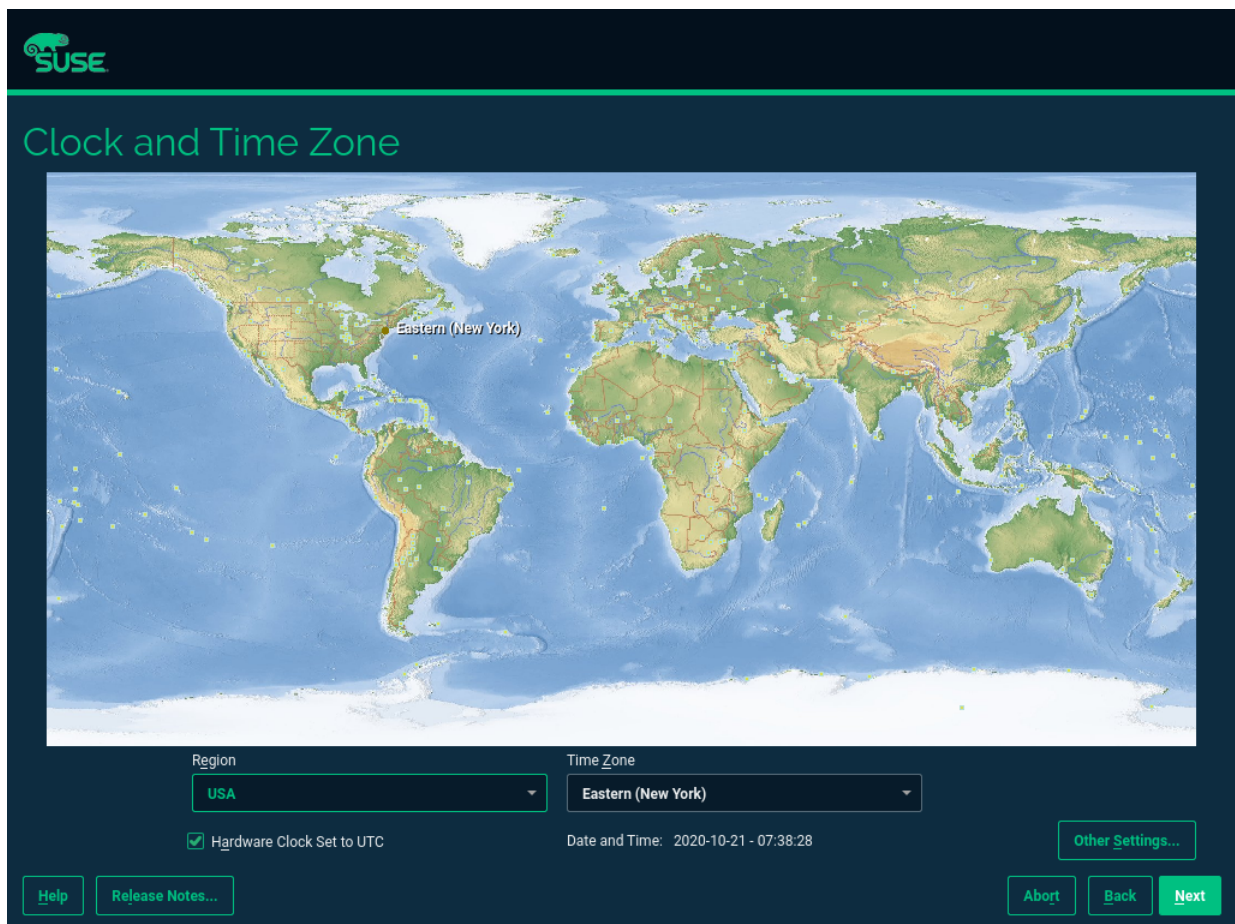 SUSE
Clock and Time Zone
Eastern (New York)
Region
Time Zone
USA
Eastern (New York)
Hardware Clock Set to UTC
Date and Time: 2020-10-21 - 07:38:28
Other Settings...
Help
Release Notes...
Abort
Back
Next